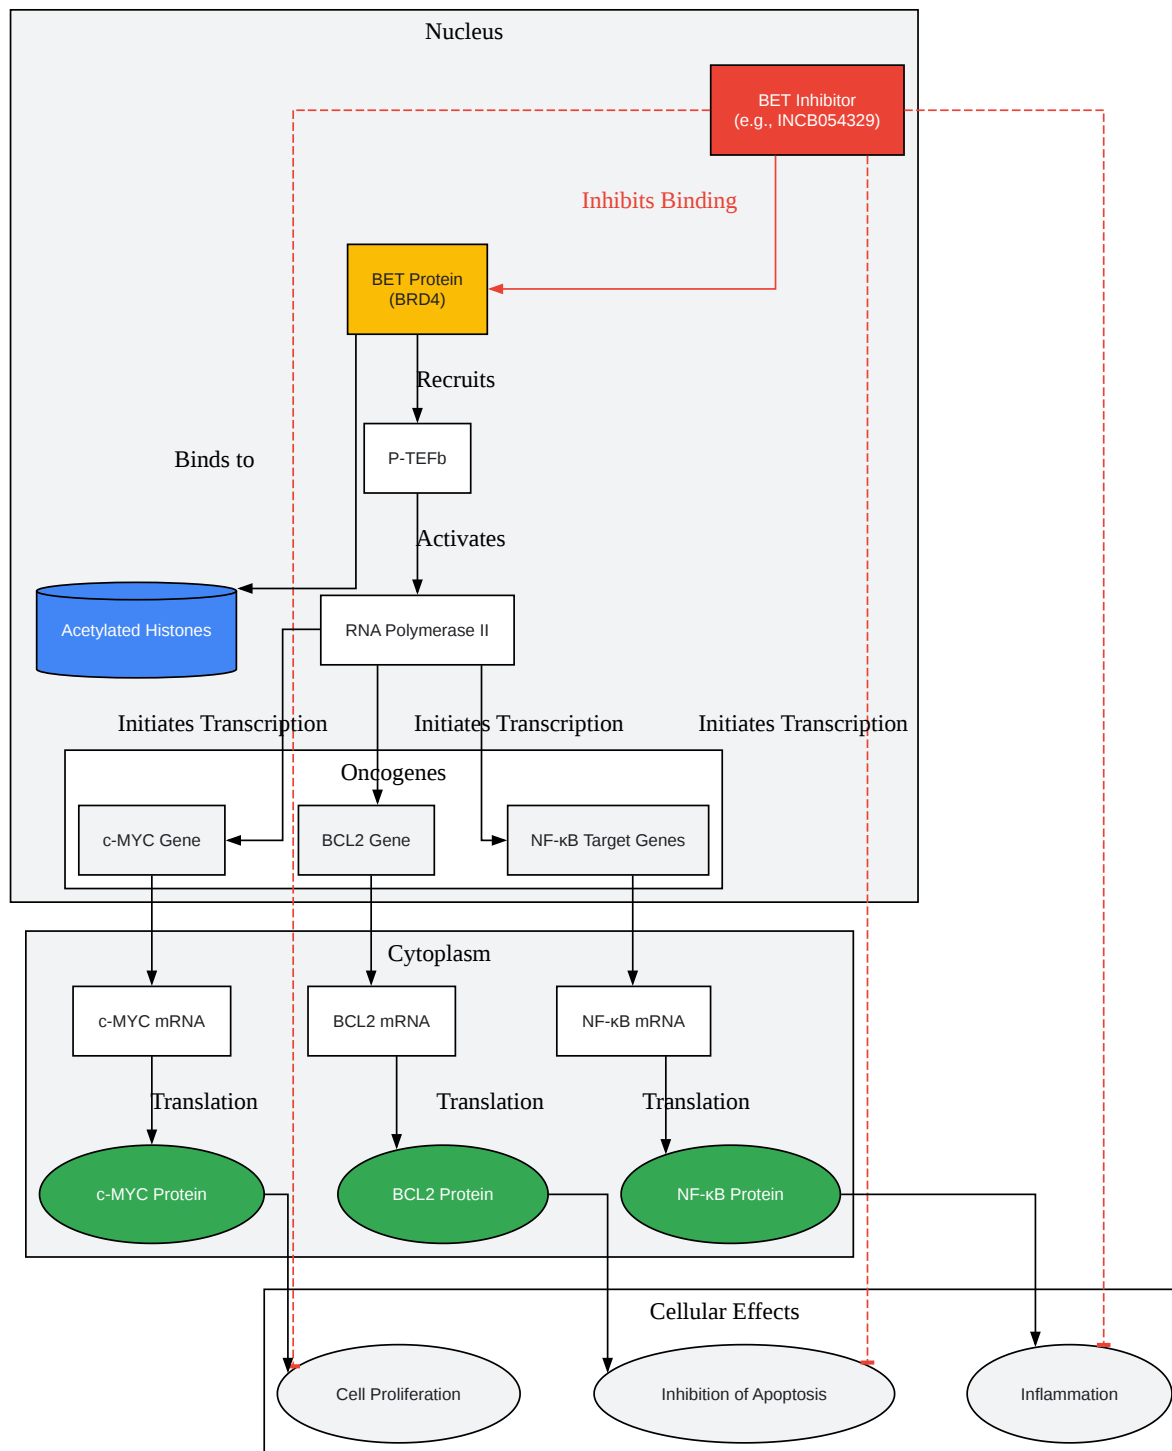 Nucleus
BET Inhibitor
(e.g., INCB054329)
Inhibits Binding
BET Protein
(BRD4)
Recruits
Binds to
P-TEFb
Activates
Acetylated Histones
RNA Polymerase II
Initiates Transcription
Initiates Transcription
Initiates Transcription
Oncogenes
c-MYC Gene
BCL2 Gene
NF-κB Target Genes
Cytoplasm
c-MYC mRNA
BCL2 mRNA
NF-κB mRNA
Translation
Translation
Translation
c-MYC Protein
BCL2 Protein
NF-κB Protein
Cellular Effects
Cell Proliferation
Inhibition of Apoptosis
Inflammation